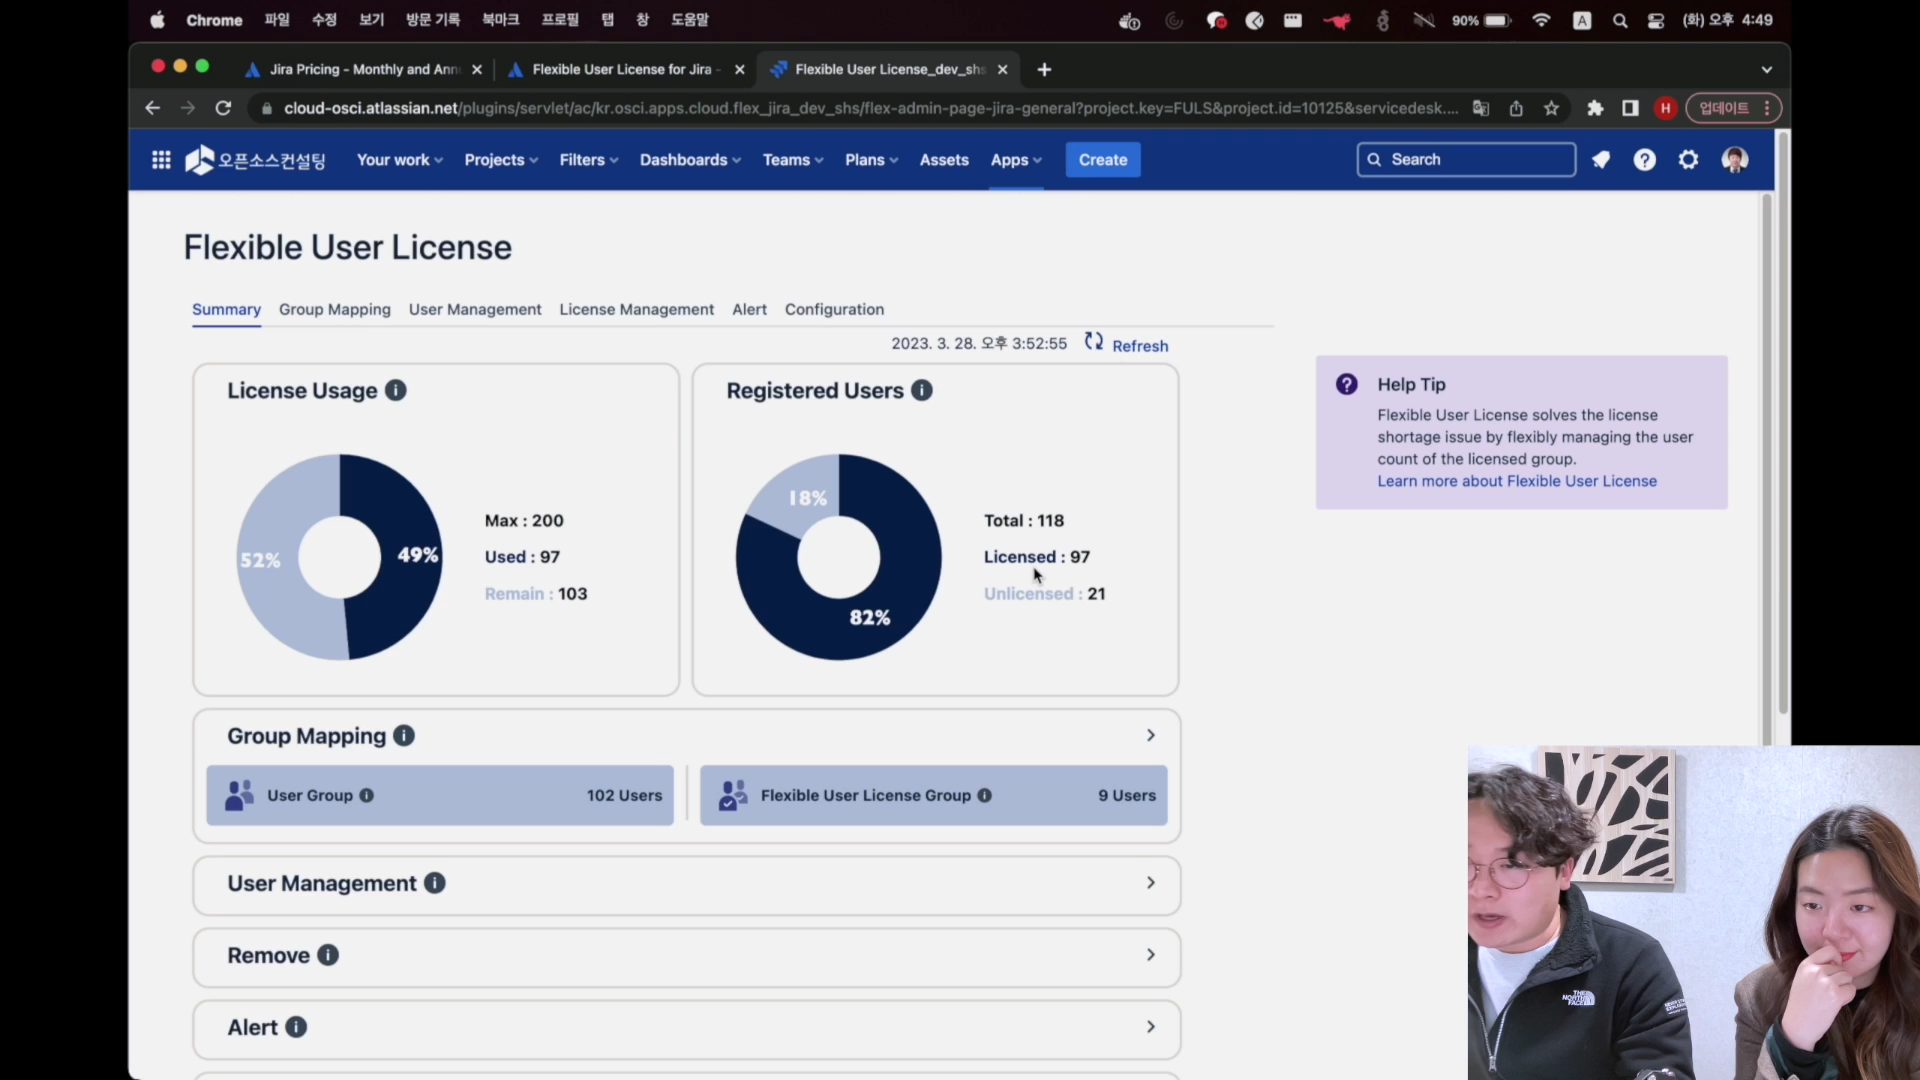 Chrome 파일 수정 보기 방문 기록 북마크 프로필 탭 창 도움말 90% A (화) 오후 4:49
Jira Pricing - Monthly and Ann
Flexible User License for Jira -
Flexible User License_dev_shs
cloud-osci.atlassian.net/plugins/servlet/ac/kr.osci.apps.cloud.flex_jira_dev_shs/flex-admin-page-jira-general?project.key=FULS&project.id=10125&servicedesk.... H 업데이트
오픈소스컨설팅 Your work Projects Filters Dashboards Teams Plans Assets Apps Create Search
Flexible User License
Summary Group Mapping User Management License Management Alert Configuration
2023. 3. 28. 오후 3:52:55 Refresh
License Usage
52%
49%
Max : 200
Used : 97
Remain : 103
Registered Users
18%
82%
Total : 118
Licensed : 97
Unlicensed : 21
Help Tip
Flexible User License solves the license
shortage issue by flexibly managing the user
count of the licensed group.
Learn more about Flexible User License
Group Mapping
User Group 102 Users
Flexible User License Group 9 Users
User Management
Remove
Alert
THE NORTH FACE